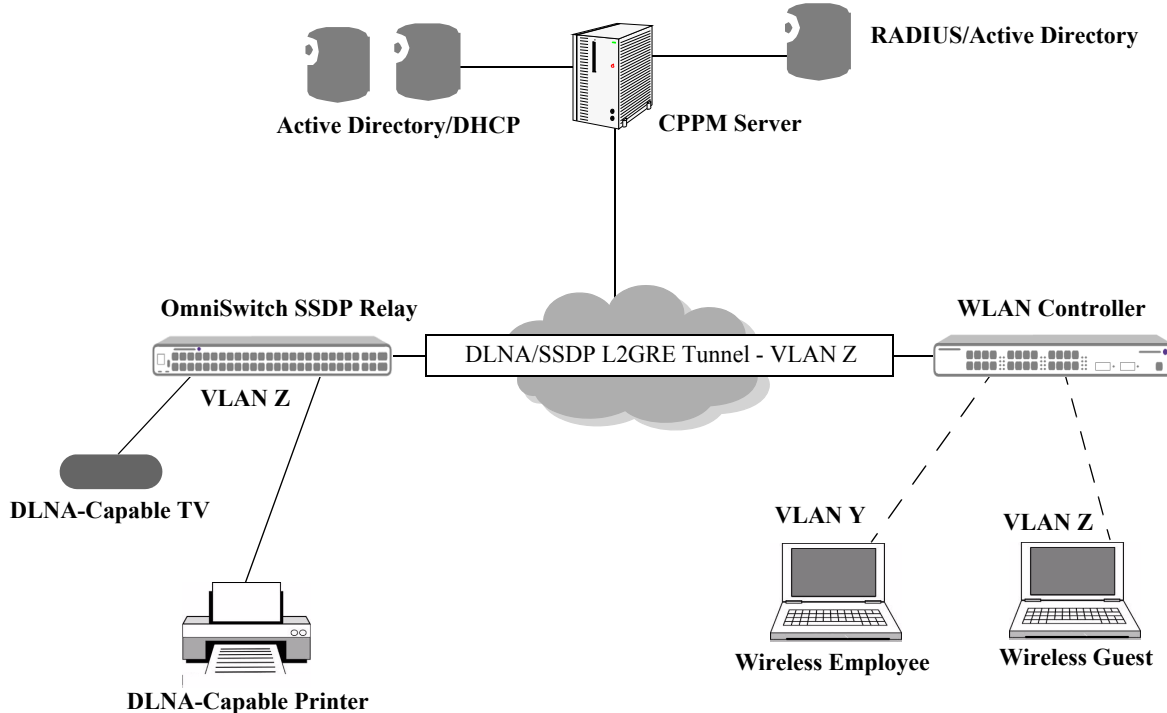 RADIUS/Active Directory
Active Directory/DHCP
CPPM Server
OmniSwitch SSDP Relay
WLAN Controller
DLNA/SSDP L2GRE Tunnel - VLAN Z
VLAN Z
DLNA-Capable TV
VLAN Y
VLAN Z
Wireless Employee
Wireless Guest
DLNA-Capable Printer